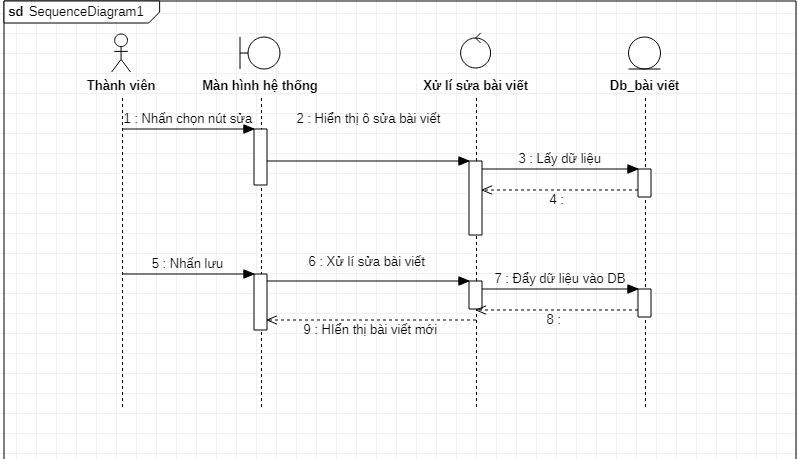 sd SequenceDiagram1
Thành viên
Màn hình hệ thống
Xử lí sửa bài viết
Db_bài viết
1 : Nhấn chọn nút sửa
2 : Hiển thị ô sửa bài viết
3 : Lấy dữ liệu
4 :
5 : Nhấn lưu
6 : Xử lí sửa bài viết
7 : Đẩy dữ liệu vào DB
8 :
9 : HIển thị bài viết mới